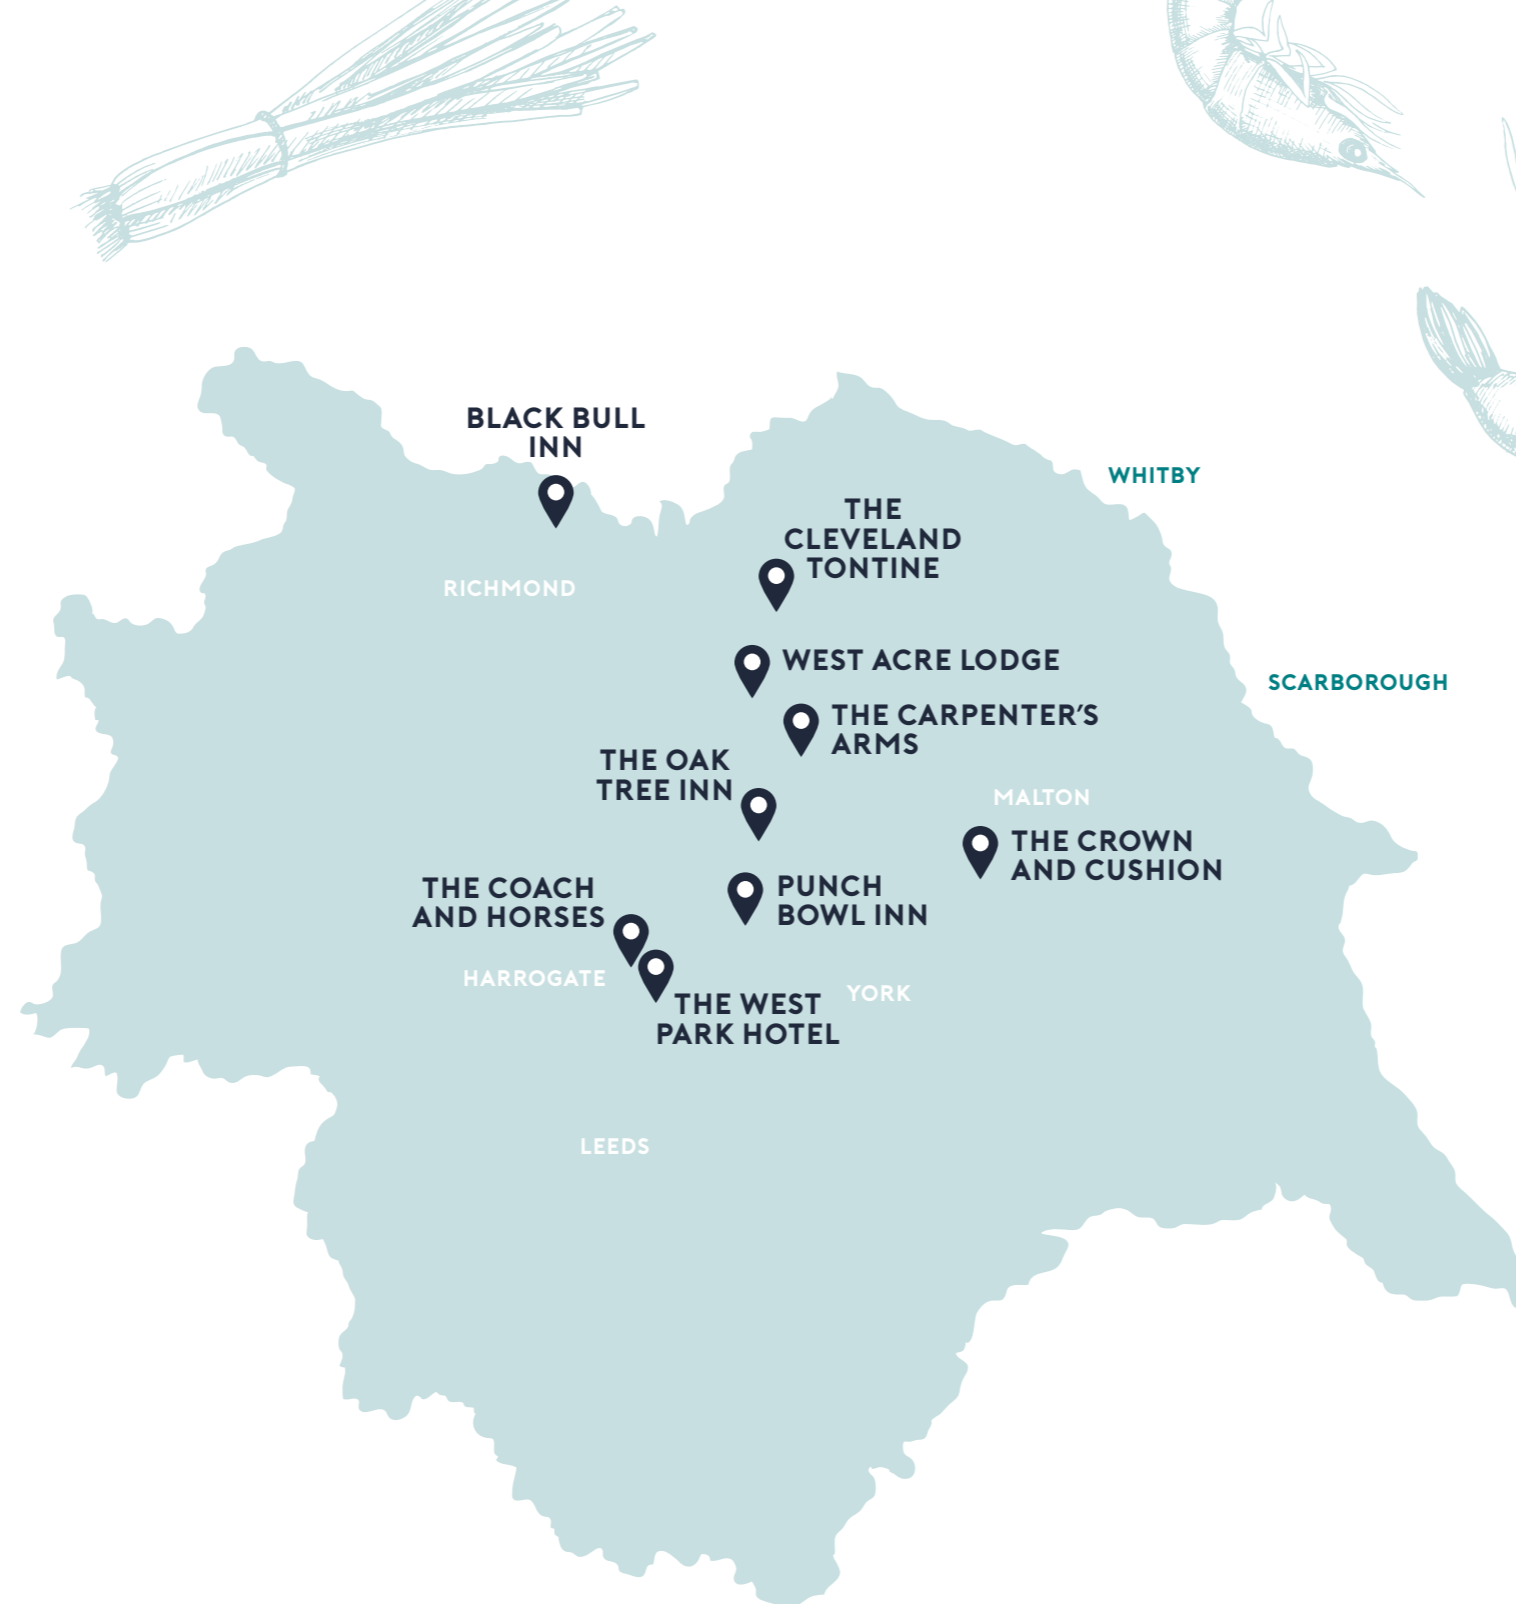 BLACK BULL
INN
WHITBY
THE
CLEVELAND
TONTINE
RICHMOND
WEST ACRE LODGE
SCARBOROUGH
THE CARPENTER’S
ARMS
THE OAK
TREE INN
MALTON
THE CROWN
AND CUSHION
THE COACH
AND HORSES
PUNCH
BOWL INN
HARROGATE
YORK
THE WEST
PARK HOTEL
LEEDS